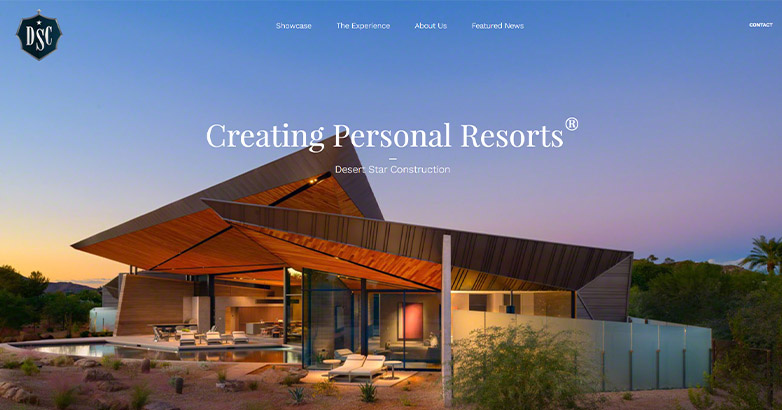 DSC
Showcase The Experience About Us Featured News CONTACT
Creating Personal Resorts®
Desert Star Construction